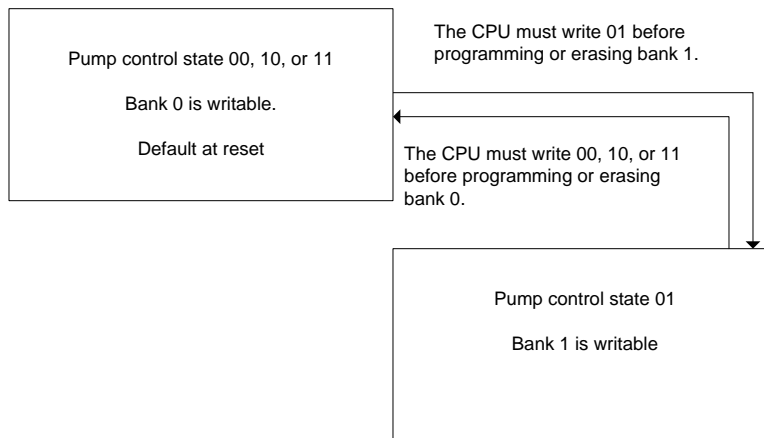 Pump control state 00, 10, or 11
Bank 0 is writable.
Default at reset
The CPU must write 01 before
programming or erasing bank 1.
The CPU must write 00, 10, or 11
before programming or erasing
bank 0.
Pump control state 01
Bank 1 is writable